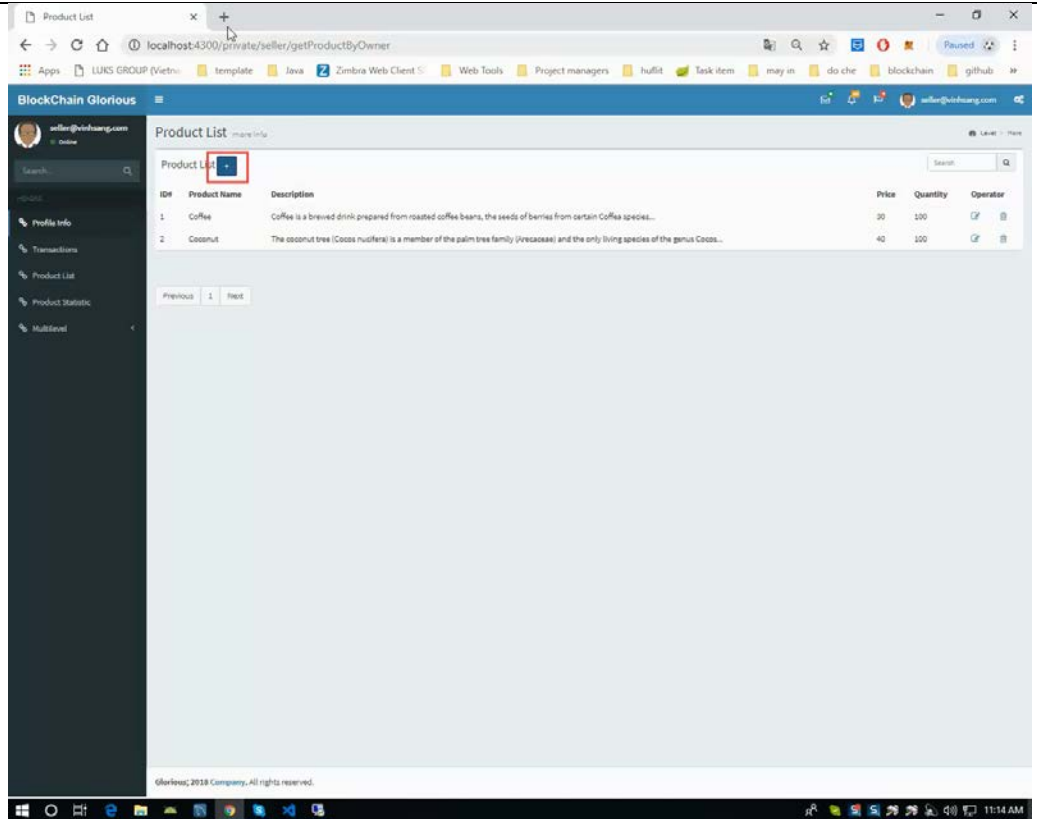 Product List
localhost:4300/private/seller/getProductByOwner
Apps LUKS GROUP (Vietn template Java Zimbra Web Client S Web Tools Project managers huflit Task item may in do che blockchain github
Paused
BlockChain Glorious
seller@vinhsang.com
seller@vinhsang.com
Online
Search...
Profile Info
Transactions
Product List
Product Statistic
Multilevel
Product List more info
Level > Here
Product List +
Search
ID# Product Name Description Price Quantity Operator
1 Coffee Coffee is a brewed drink prepared from roasted coffee beans, the seeds of berries from certain Coffea species... 30 100
2 Coconut The coconut tree (Cocos nucifera) is a member of the palm tree family (Arecaceae) and the only living species of the genus Cocos... 40 100
Previous 1 Next
Glorious; 2018 Company. All rights reserved.
11:14 AM